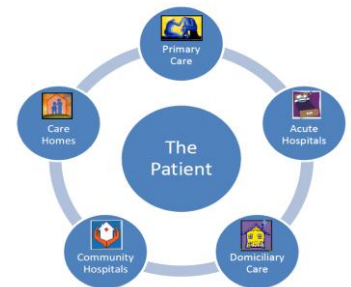 Primary
Care
Acute
Hospitals
Domiciliary
Care
Community
Hospitals
Care
Homes
The
Patient